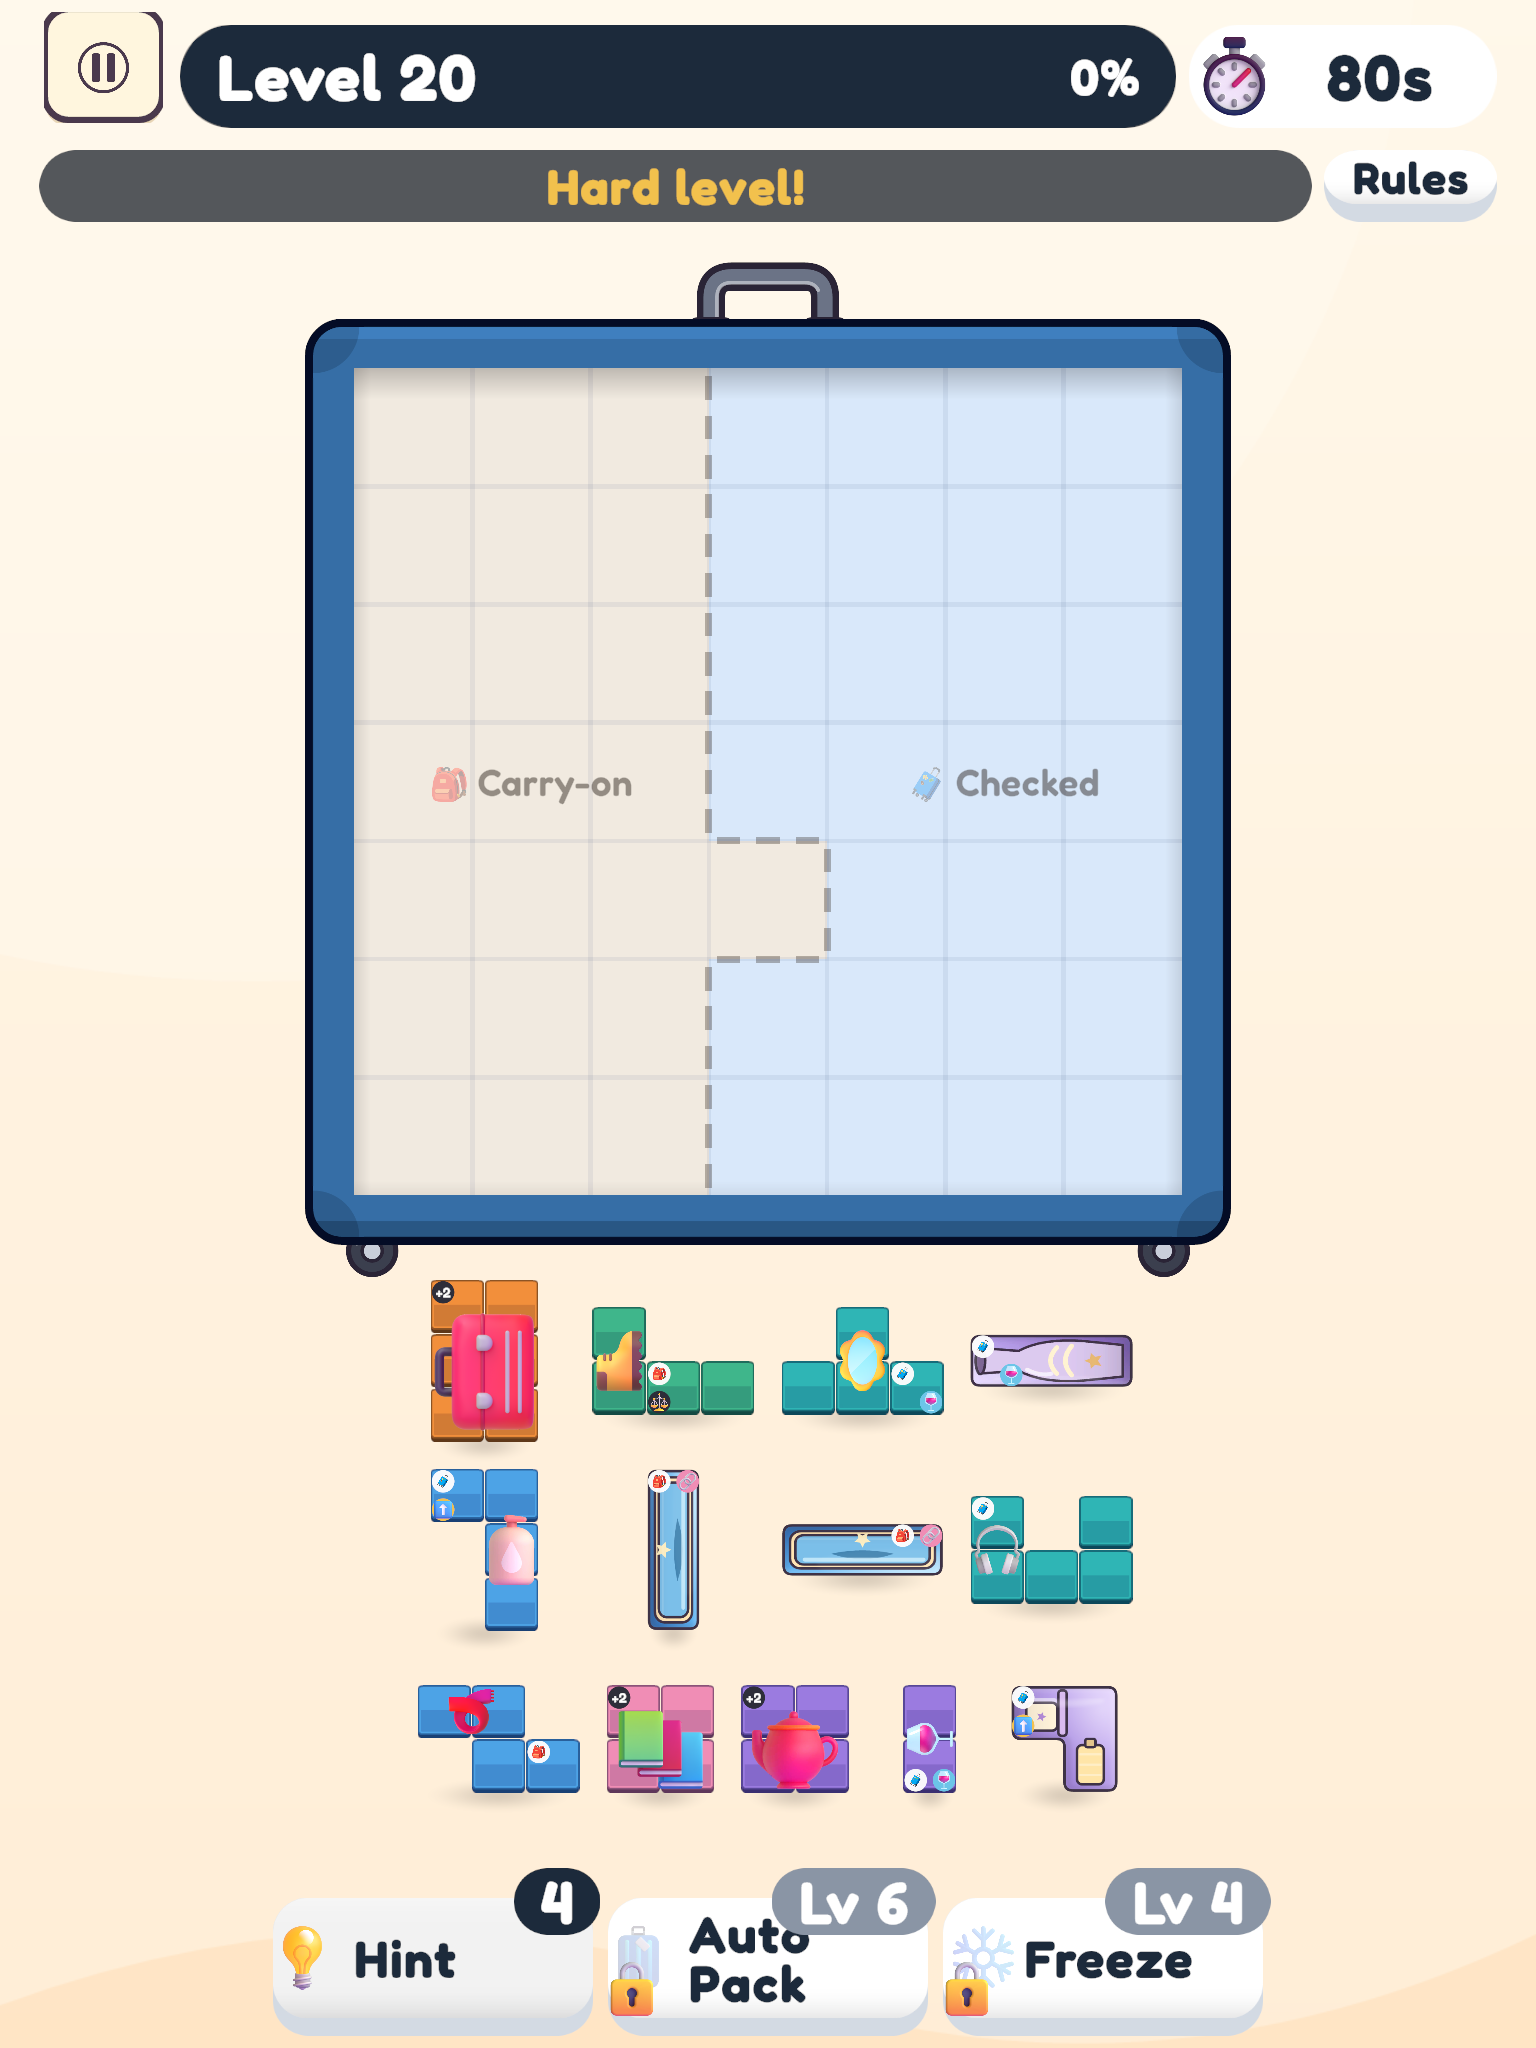 Level 20
0%
80s
Hard level!
Rules
Carry-on
Checked
+2
+2
+2
4
Lv 6
Lv 4
Hint
Auto
Pack
Freeze